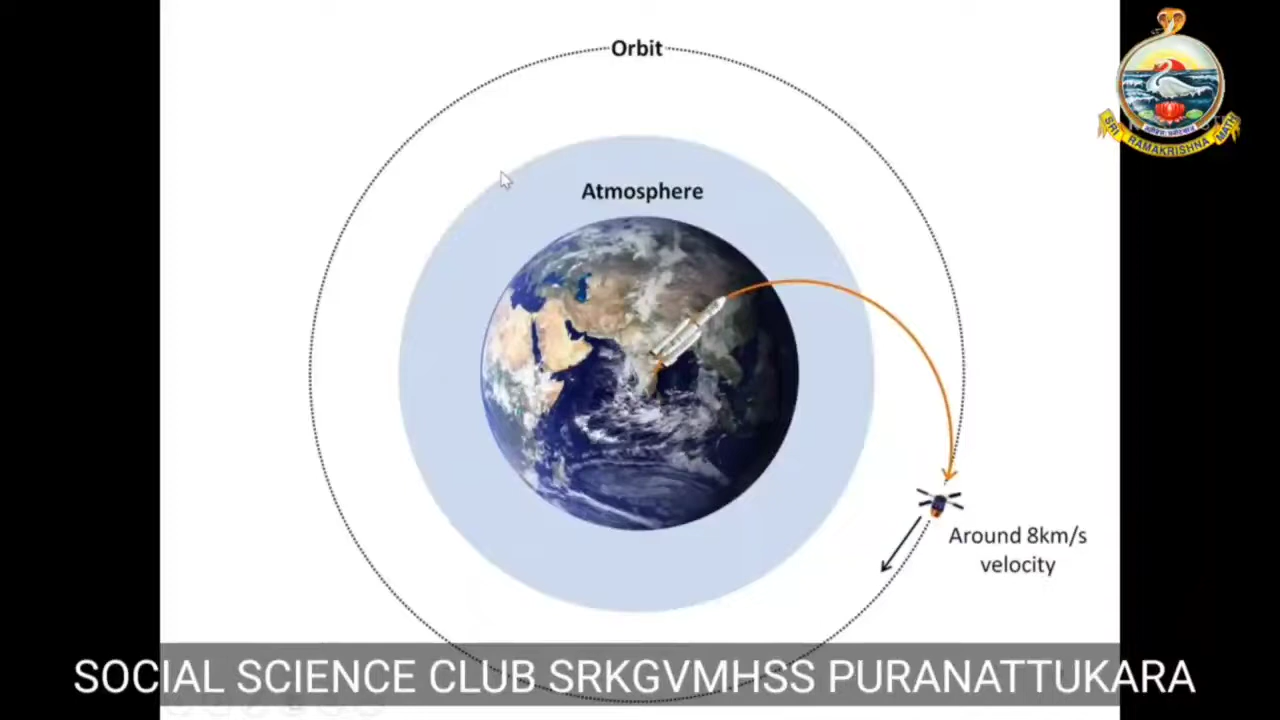 Orbit
Atmosphere
Around 8km/s
velocity
SRI RAMAKRISHNA MATH
SOCIAL SCIENCE CLUB SRKGVMHSS PURANATTUKARA